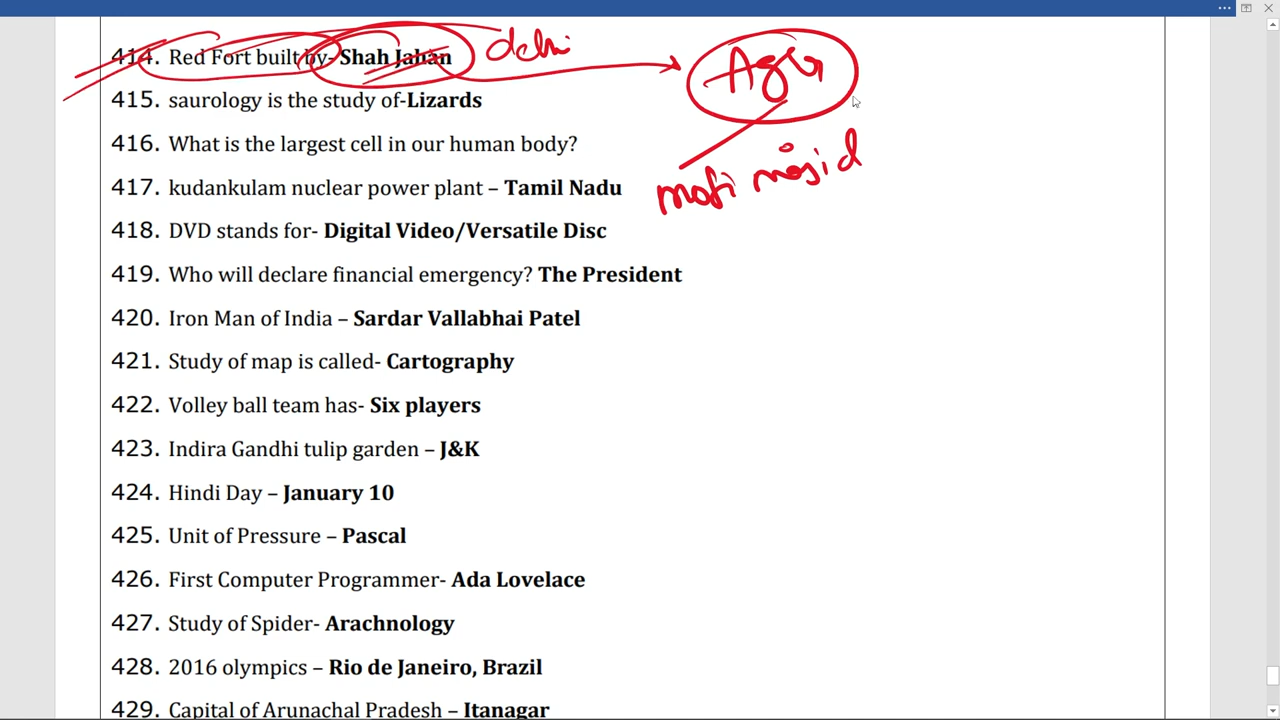 414. Red Fort built by- Shah Jahan delhi
Agra
415. saurology is the study of-Lizards
416. What is the largest cell in our human body?
moti masjid
417. kudankulam nuclear power plant – Tamil Nadu
418. DVD stands for- Digital Video/Versatile Disc
419. Who will declare financial emergency? The President
420. Iron Man of India – Sardar Vallabhai Patel
421. Study of map is called- Cartography
422. Volley ball team has- Six players
423. Indira Gandhi tulip garden – J&K
424. Hindi Day – January 10
425. Unit of Pressure – Pascal
426. First Computer Programmer- Ada Lovelace
427. Study of Spider- Arachnology
428. 2016 olympics – Rio de Janeiro, Brazil
429. Capital of Arunachal Pradesh – Itanagar